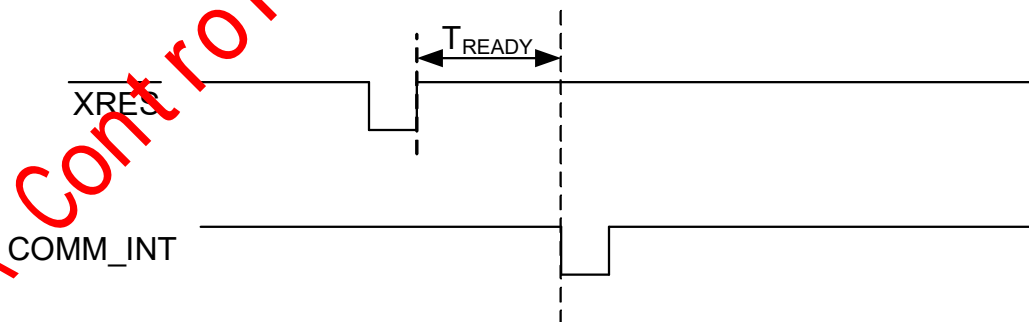 T_READY
XRES
Control
COMM_INT